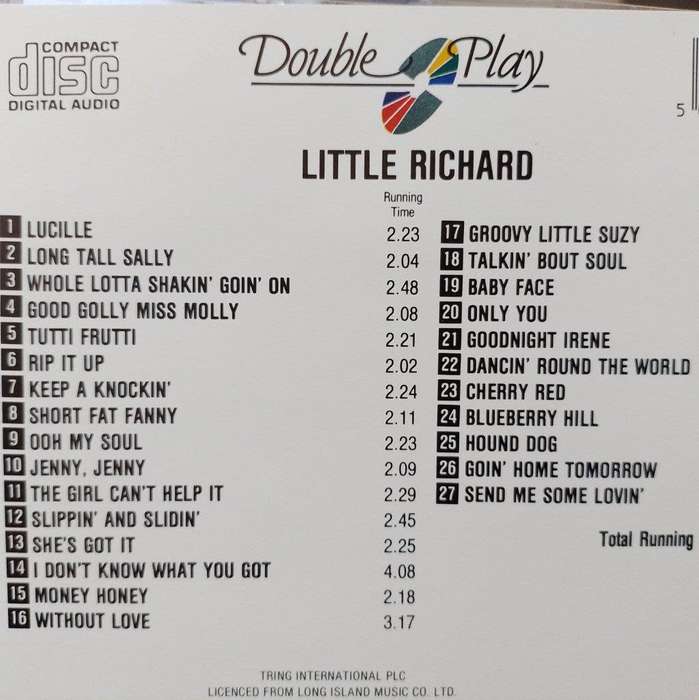 COMPACT
disc
DIGITAL AUDIO
Double Play
5
LITTLE RICHARD
Running
Time
1 LUCILLE 2.23
2 LONG TALL SALLY 2.04
3 WHOLE LOTTA SHAKIN' GOIN' ON 2.48
4 GOOD GOLLY MISS MOLLY 2.08
5 TUTTI FRUTTI 2.21
6 RIP IT UP 2.02
7 KEEP A KNOCKIN' 2.24
8 SHORT FAT FANNY 2.11
9 OOH MY SOUL 2.23
10 JENNY, JENNY 2.09
11 THE GIRL CAN'T HELP IT 2.29
12 SLIPPIN' AND SLIDIN' 2.45
13 SHE'S GOT IT 2.25
14 I DON'T KNOW WHAT YOU GOT 4.08
15 MONEY HONEY 2.18
16 WITHOUT LOVE 3.17
17 GROOVY LITTLE SUZY
18 TALKIN' BOUT SOUL
19 BABY FACE
20 ONLY YOU
21 GOODNIGHT IRENE
22 DANCIN' ROUND THE WORLD
23 CHERRY RED
24 BLUEBERRY HILL
25 HOUND DOG
26 GOIN' HOME TOMORROW
27 SEND ME SOME LOVIN'
Total Running
TRING INTERNATIONAL PLC
LICENCED FROM LONG ISLAND MUSIC CO. LTD.